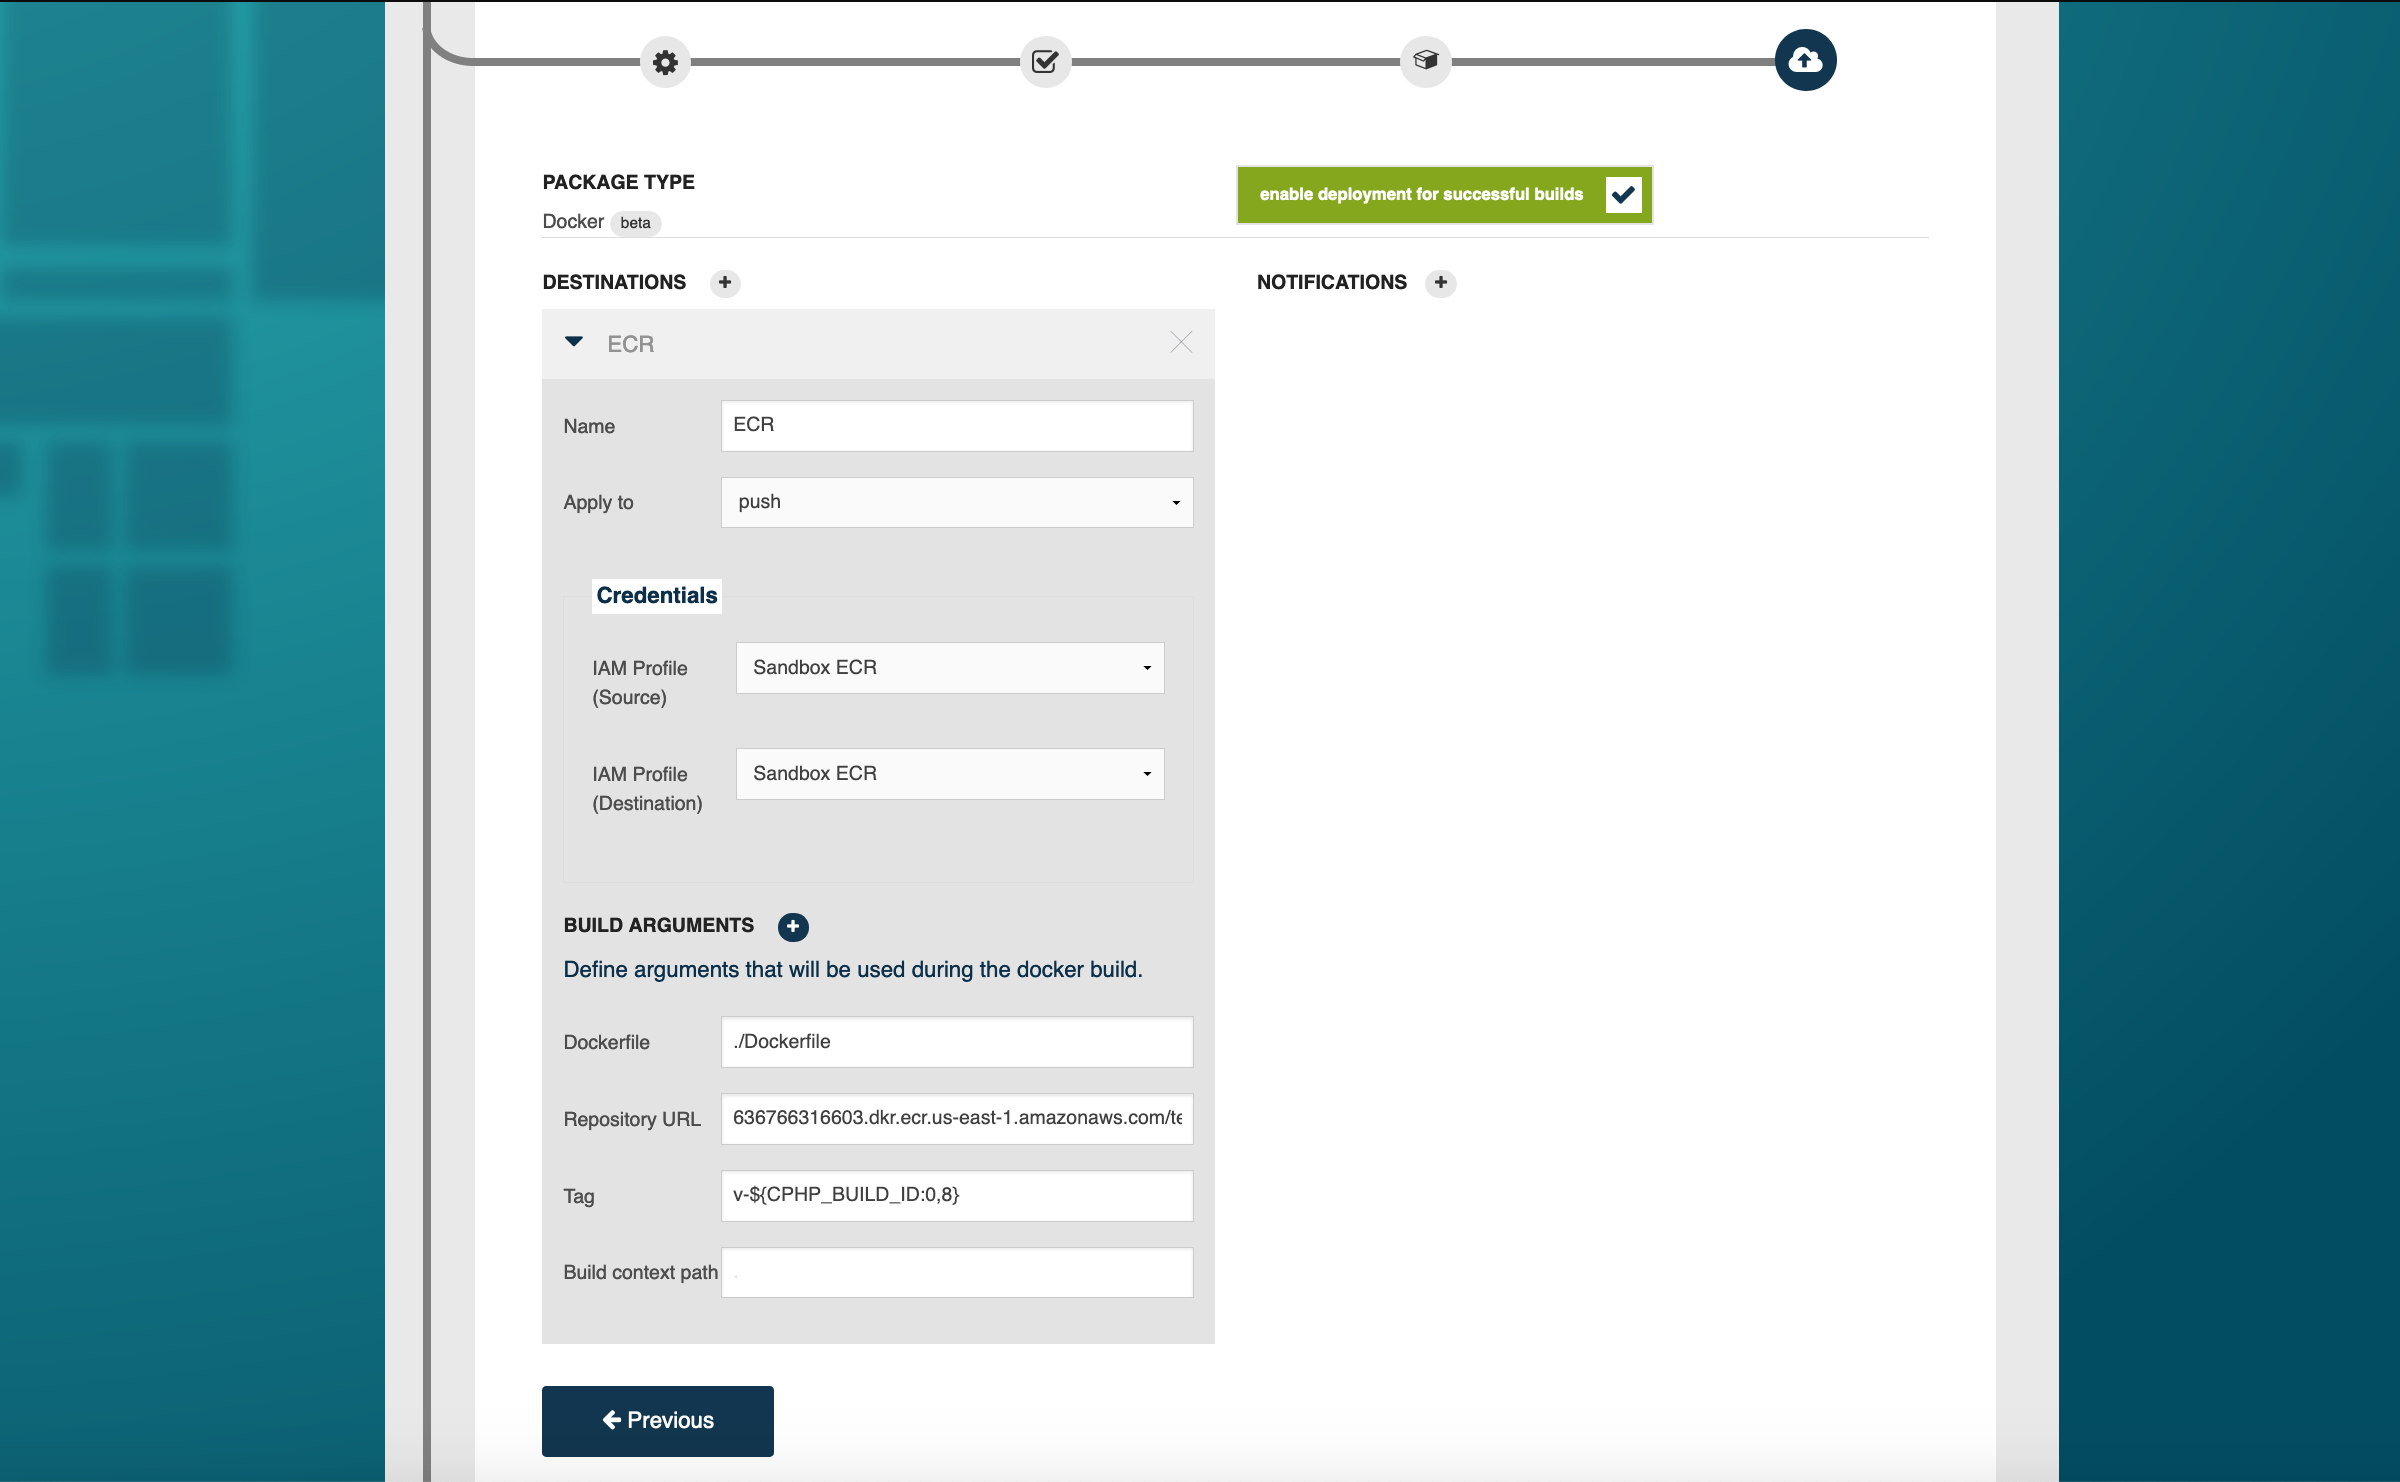 PACKAGE TYPE
enable deployment for successful builds
Docker beta
DESTINATIONS
NOTIFICATIONS
ECR
Name ECR
Apply to push
Credentials
IAM Profile
(Source)
Sandbox ECR
IAM Profile
(Destination)
Sandbox ECR
BUILD ARGUMENTS
Define arguments that will be used during the docker build.
Dockerfile ./Dockerfile
Repository URL 636766316603.dkr.ecr.us-east-1.amazonaws.com/te
Tag v-${CPHP_BUILD_ID:0,8}
Build context path .
Previous